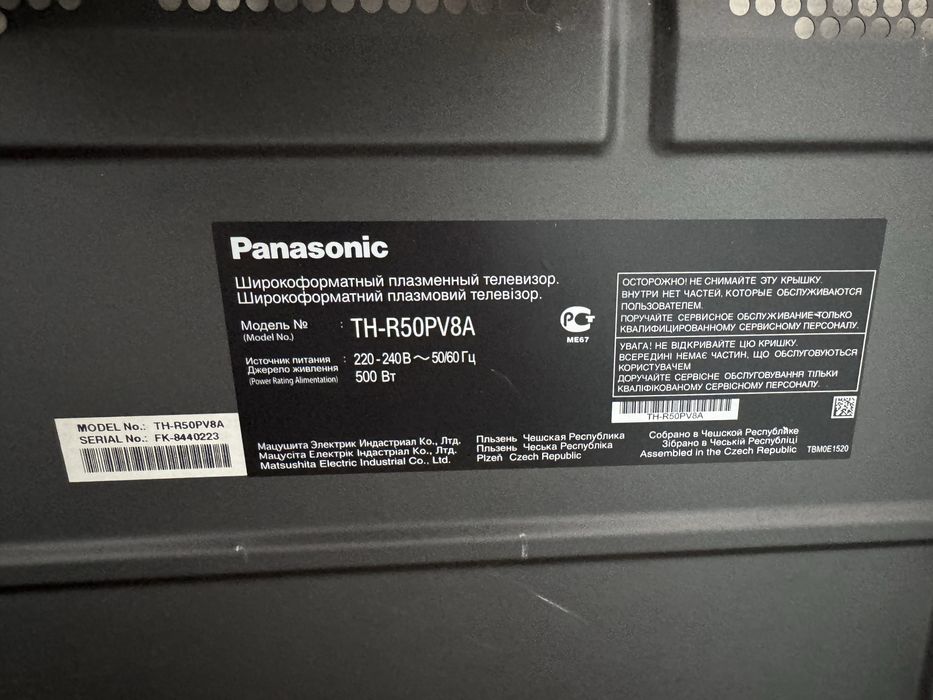 Panasonic
Широкоформатный плазменный телевизор.
Широкоформатний плазмовий телевізор.
Модель №
(Model No.)
: TH-R50PV8A
Источник питания
Джерело живлення
(Power Rating Alimentation)
: 220 - 240 В ~ 50/60 Гц
500 Вт
РСТ
ME67
ОСТОРОЖНО! НЕ СНИМАЙТЕ ЭТУ КРЫШКУ.
ВНУТРИ НЕТ ЧАСТЕЙ, КОТОРЫЕ ОБСЛУЖИВАЮТСЯ
ПОЛЬЗОВАТЕЛЕМ.
ПОРУЧАЙТЕ СЕРВИСНОЕ ОБСЛУЖИВАНИЕ ТОЛЬКО
КВАЛИФИЦИРОВАННОМУ СЕРВИСНОМУ ПЕРСОНАЛУ.
УВАГА! НЕ ВІДКРИВАЙТЕ ЦЮ КРИШКУ.
ВСЕРЕДИНІ НЕМАЄ ЧАСТИН, ЩО ОБСЛУГОВУЮТЬСЯ
КОРИСТУВАЧЕМ
ДОРУЧАЙТЕ СЕРВІСНЕ ОБСЛУГОВУВАННЯ ТІЛЬКИ
КВАЛІФІКОВАНОМУ СЕРВІСНОМУ ПЕРСОНАЛУ.
TH-R50PV8A
MODEL No.: TH-R50PV8A
SERIAL No.: FK-8440223
Мацушита Электрик Индастриал Ко., Лтд.
Мацусіта Електрік Індастріал Ко., Лтд.
Matsushita Electric Industrial Co., Ltd.
Пльзень Чешская Республика
Пльзень Чеська Республіка
Plzeň Czech Republic
Собрано в Чешской Республике
Зібрано в Чеській Республіці
Assembled in the Czech Republic
TBM0E1520